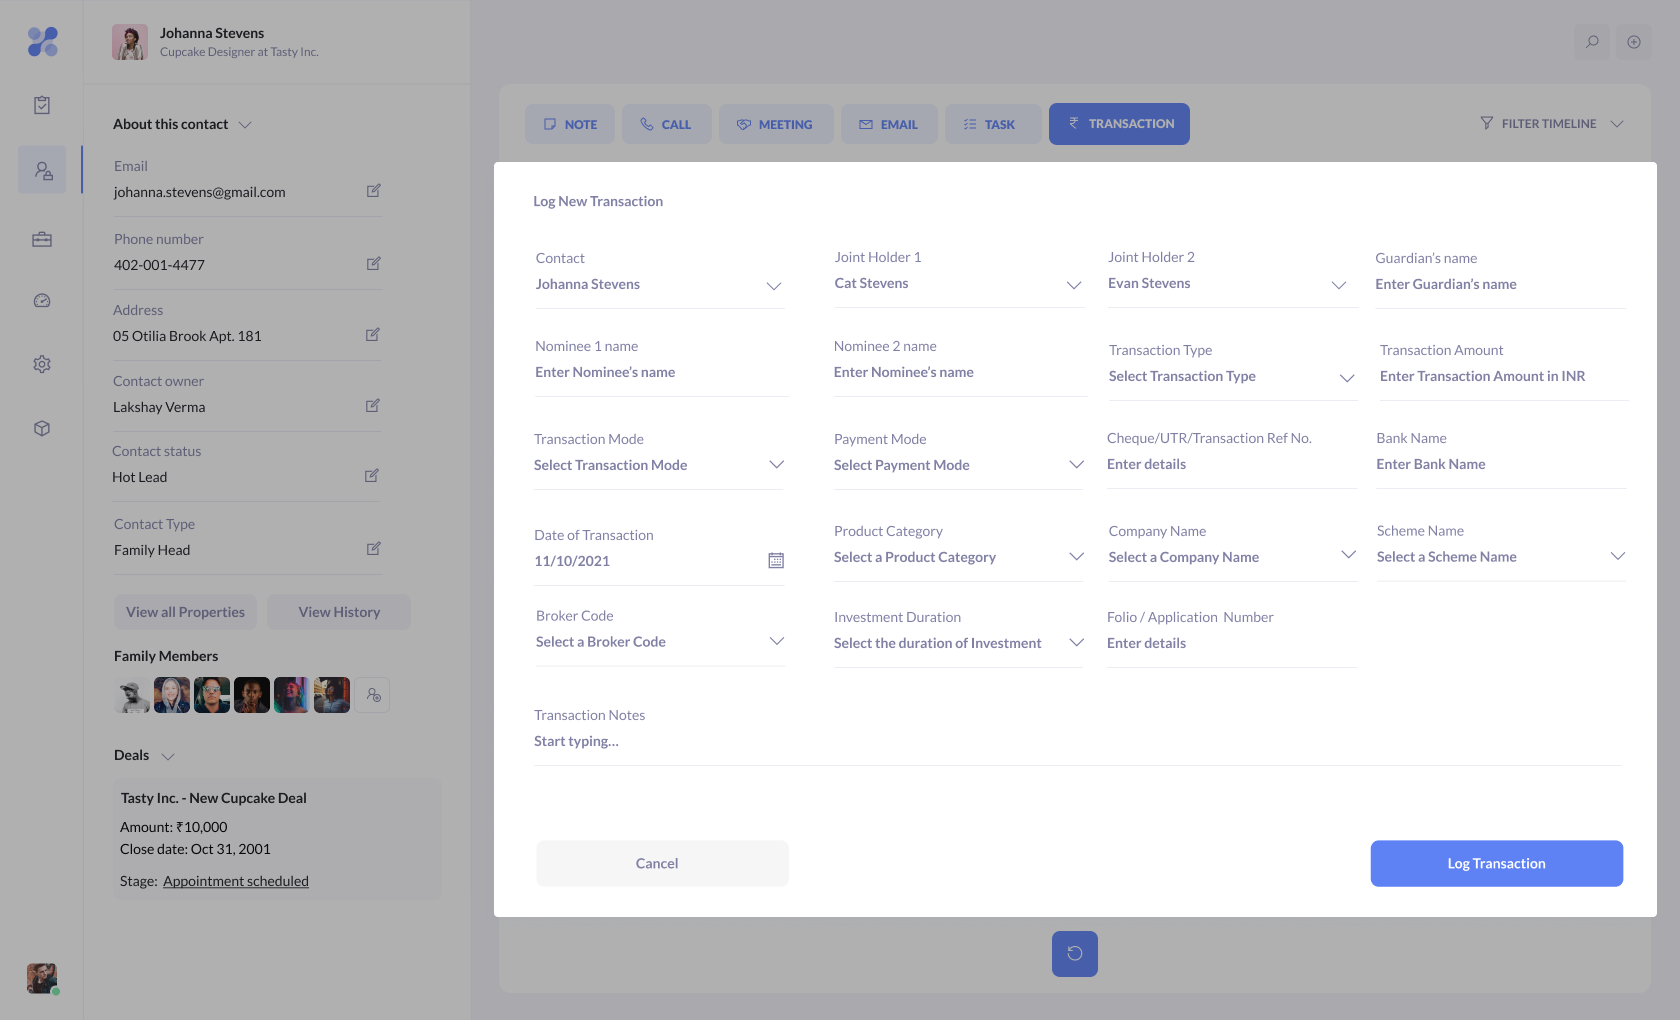 Johanna Stevens
Cupcake Designer at Tasty Inc.
About this contact
Email
johanna.stevens@gmail.com
Phone number
402-001-4477
Address
05 Otilia Brook Apt. 181
Contact owner
Lakshay Verma
Contact status
Hot Lead
Contact Type
Family Head
View all Properties
View History
Family Members
Deals
Tasty Inc. - New Cupcake Deal
Amount: ₹10,000
Close date: Oct 31, 2001
Stage: Appointment scheduled
NOTE
CALL
MEETING
EMAIL
TASK
₹ TRANSACTION
FILTER TIMELINE
Log New Transaction
Contact
Johanna Stevens
Joint Holder 1
Cat Stevens
Joint Holder 2
Evan Stevens
Guardian's name
Enter Guardian's name
Nominee 1 name
Enter Nominee's name
Nominee 2 name
Enter Nominee's name
Transaction Type
Select Transaction Type
Transaction Amount
Enter Transaction Amount in INR
Transaction Mode
Select Transaction Mode
Payment Mode
Select Payment Mode
Cheque/UTR/Transaction Ref No.
Enter details
Bank Name
Enter Bank Name
Date of Transaction
11/10/2021
Product Category
Select a Product Category
Company Name
Select a Company Name
Scheme Name
Select a Scheme Name
Broker Code
Select a Broker Code
Investment Duration
Select the duration of Investment
Folio / Application  Number
Enter details
Transaction Notes
Start typing...
Cancel
Log Transaction